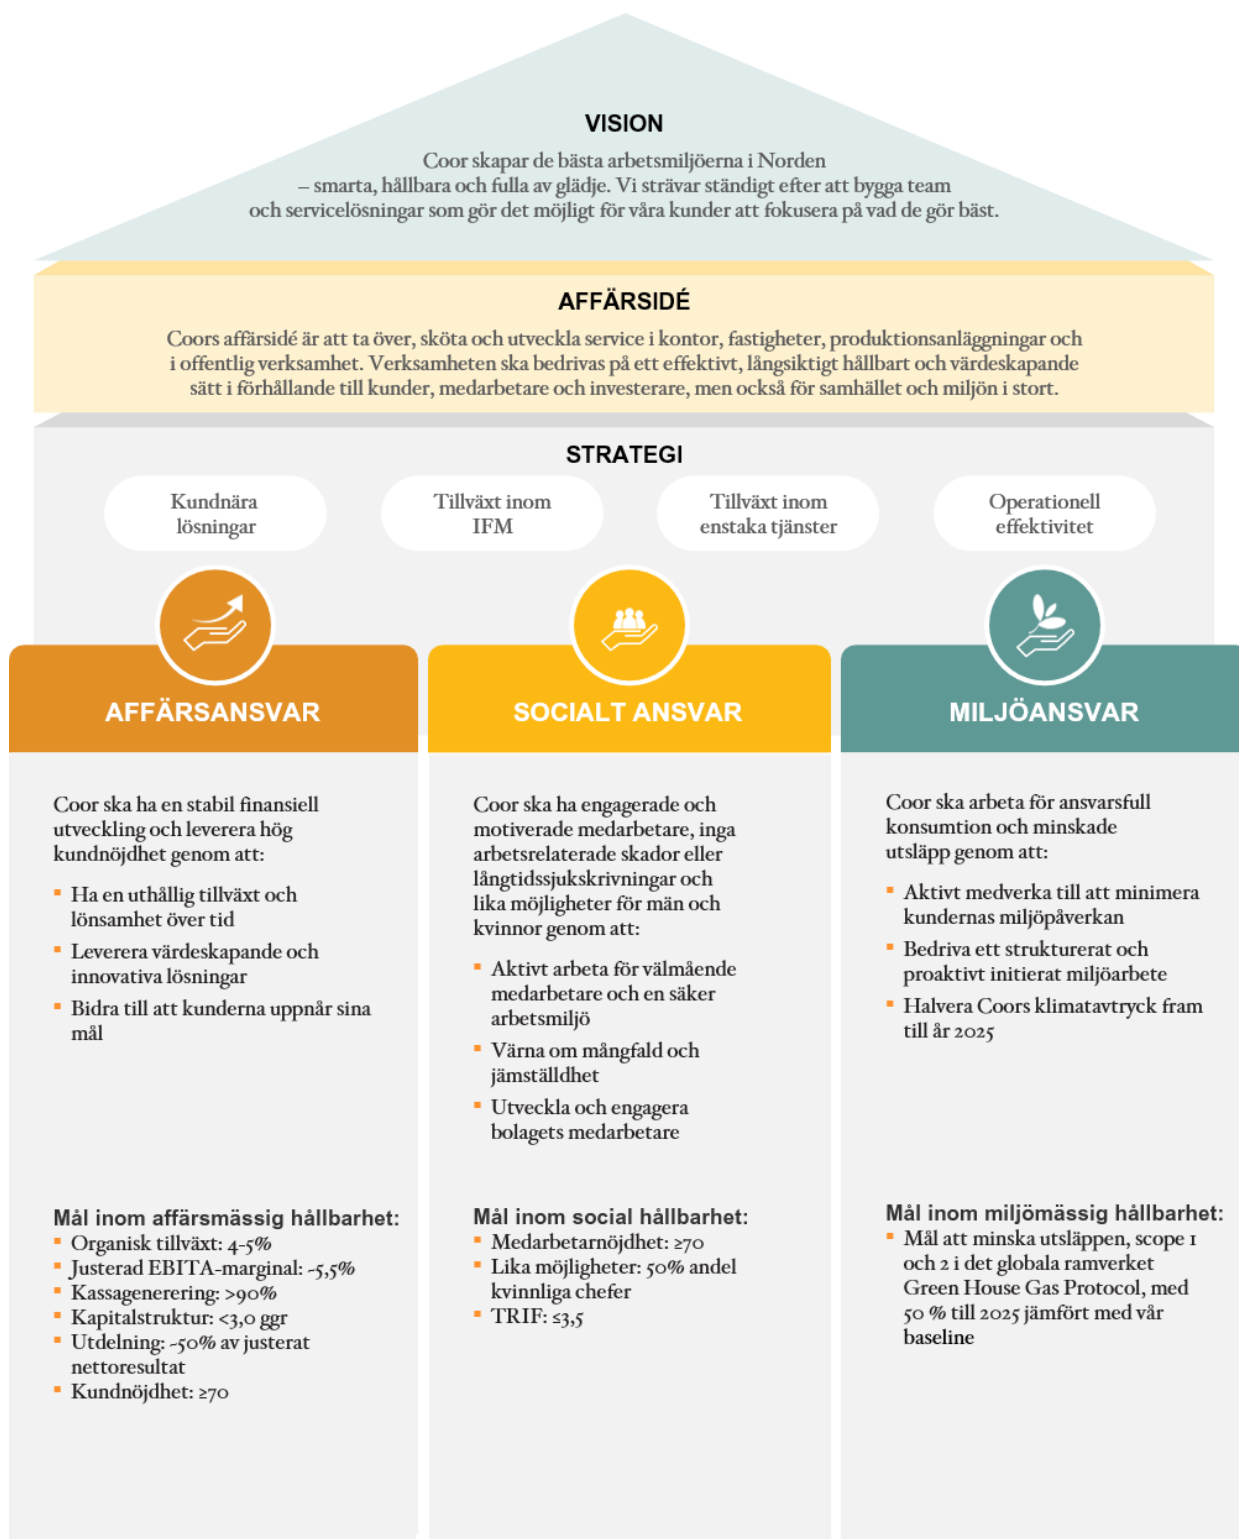 VISION
Coor skapar de bästa arbetsmiljöerna i Norden
– smarta, hållbara och fulla av glädje. Vi strävar ständigt efter att bygga team
och servicelösningar som gör det möjligt för våra kunder att fokusera på vad de gör bäst.
AFFÄRSIDÉ
Coors affärsidé är att ta över, sköta och utveckla service i kontor, fastigheter, produktionsanläggningar och
i offentlig verksamhet. Verksamheten ska bedrivas på ett effektivt, långsiktigt hållbart och värdeskapande
sätt i förhållande till kunder, medarbetare och investerare, men också för samhället och miljön i stort.
STRATEGI
Kundnära
lösningar
Tillväxt inom
IFM
Tillväxt inom
enstaka tjänster
Operationell
effektivitet
AFFÄRSANSVAR
Coor ska ha en stabil finansiell
utveckling och leverera hög
kundnöjdhet genom att:
▪ Ha en uthållig tillväxt och
lönsamhet över tid
▪ Leverera värdeskapande och
innovativa lösningar
▪ Bidra till att kunderna uppnår sina
mål
Mål inom affärsmässig hållbarhet:
▪ Organisk tillväxt: 4-5%
▪ Justerad EBITA-marginal: ~5,5%
▪ Kassagenerering: >90%
▪ Kapitalstruktur: <3,0 ggr
▪ Utdelning: ~50% av justerat
nettoresultat
▪ Kundnöjdhet: ≥70
SOCIALT ANSVAR
Coor ska ha engagerade och
motiverade medarbetare, inga
arbetsrelaterade skador eller
långtidssjukskrivningar och
lika möjligheter för män och
kvinnor genom att:
▪ Aktivt arbeta för välmående
medarbetare och en säker
arbetsmiljö
▪ Värna om mångfald och
jämställdhet
▪ Utveckla och engagera
bolagets medarbetare
Mål inom social hållbarhet:
▪ Medarbetarnöjdhet: ≥70
▪ Lika möjligheter: 50% andel
kvinnliga chefer
▪ TRIF: ≤3,5
MILJÖANSVAR
Coor ska arbeta för ansvarsfull
konsumtion och minskade
utsläpp genom att:
▪ Aktivt medverka till att minimera
kundernas miljöpåverkan
▪ Bedriva ett strukturerat och
proaktivt initierat miljöarbete
▪ Halvera Coors klimatavtryck fram
till år 2025
Mål inom miljömässig hållbarhet:
▪ Mål att minska utsläppen, scope 1
och 2 i det globala ramverket
Green House Gas Protocol, med
50 % till 2025 jämfört med vår
baseline